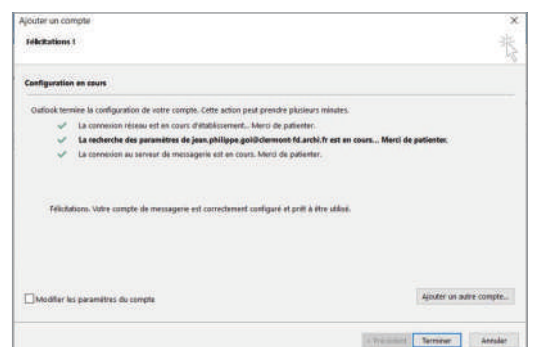 Ajouter un compte
Félicitations !
Configuration en cours
Outlook termine la configuration de votre compte. Cette action peut prendre plusieurs minutes.
La connexion réseau est en cours d'établissement... Merci de patienter.
La recherche des paramètres de jean.philippe.gol@clermont-fd.archi.fr est en cours... Merci de patienter.
La connexion au serveur de messagerie est en cours. Merci de patienter.
Félicitations. Votre compte de messagerie est correctement configuré et prêt à être utilisé.
Modifier les paramètres du compte
Ajouter un autre compte...
< Précédent Terminer Annuler